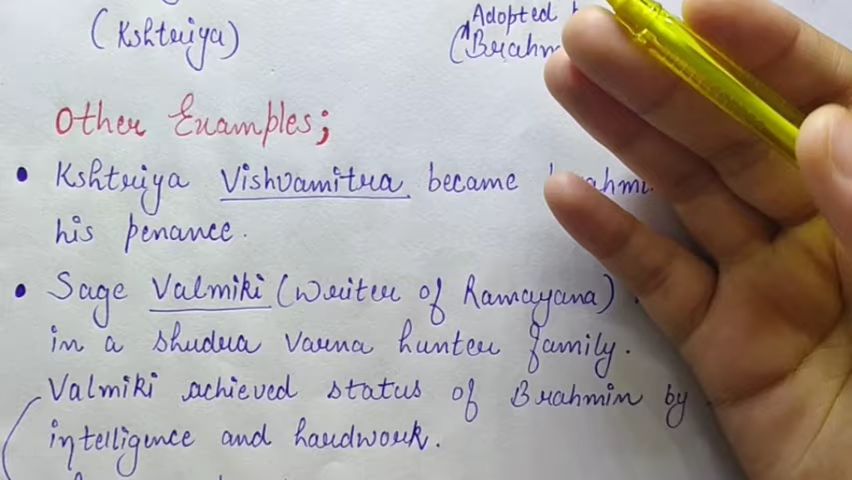 Adopted
(Kshtriya)
(Brahm
Other Examples;
• Kshtriya Vishvamitra became
his penance.
• Sage Valmiki (writer of Ramayana)
in a shudra varna hunter family.
Valmiki achieved status of Brahmin by
intelligence and hardwork.